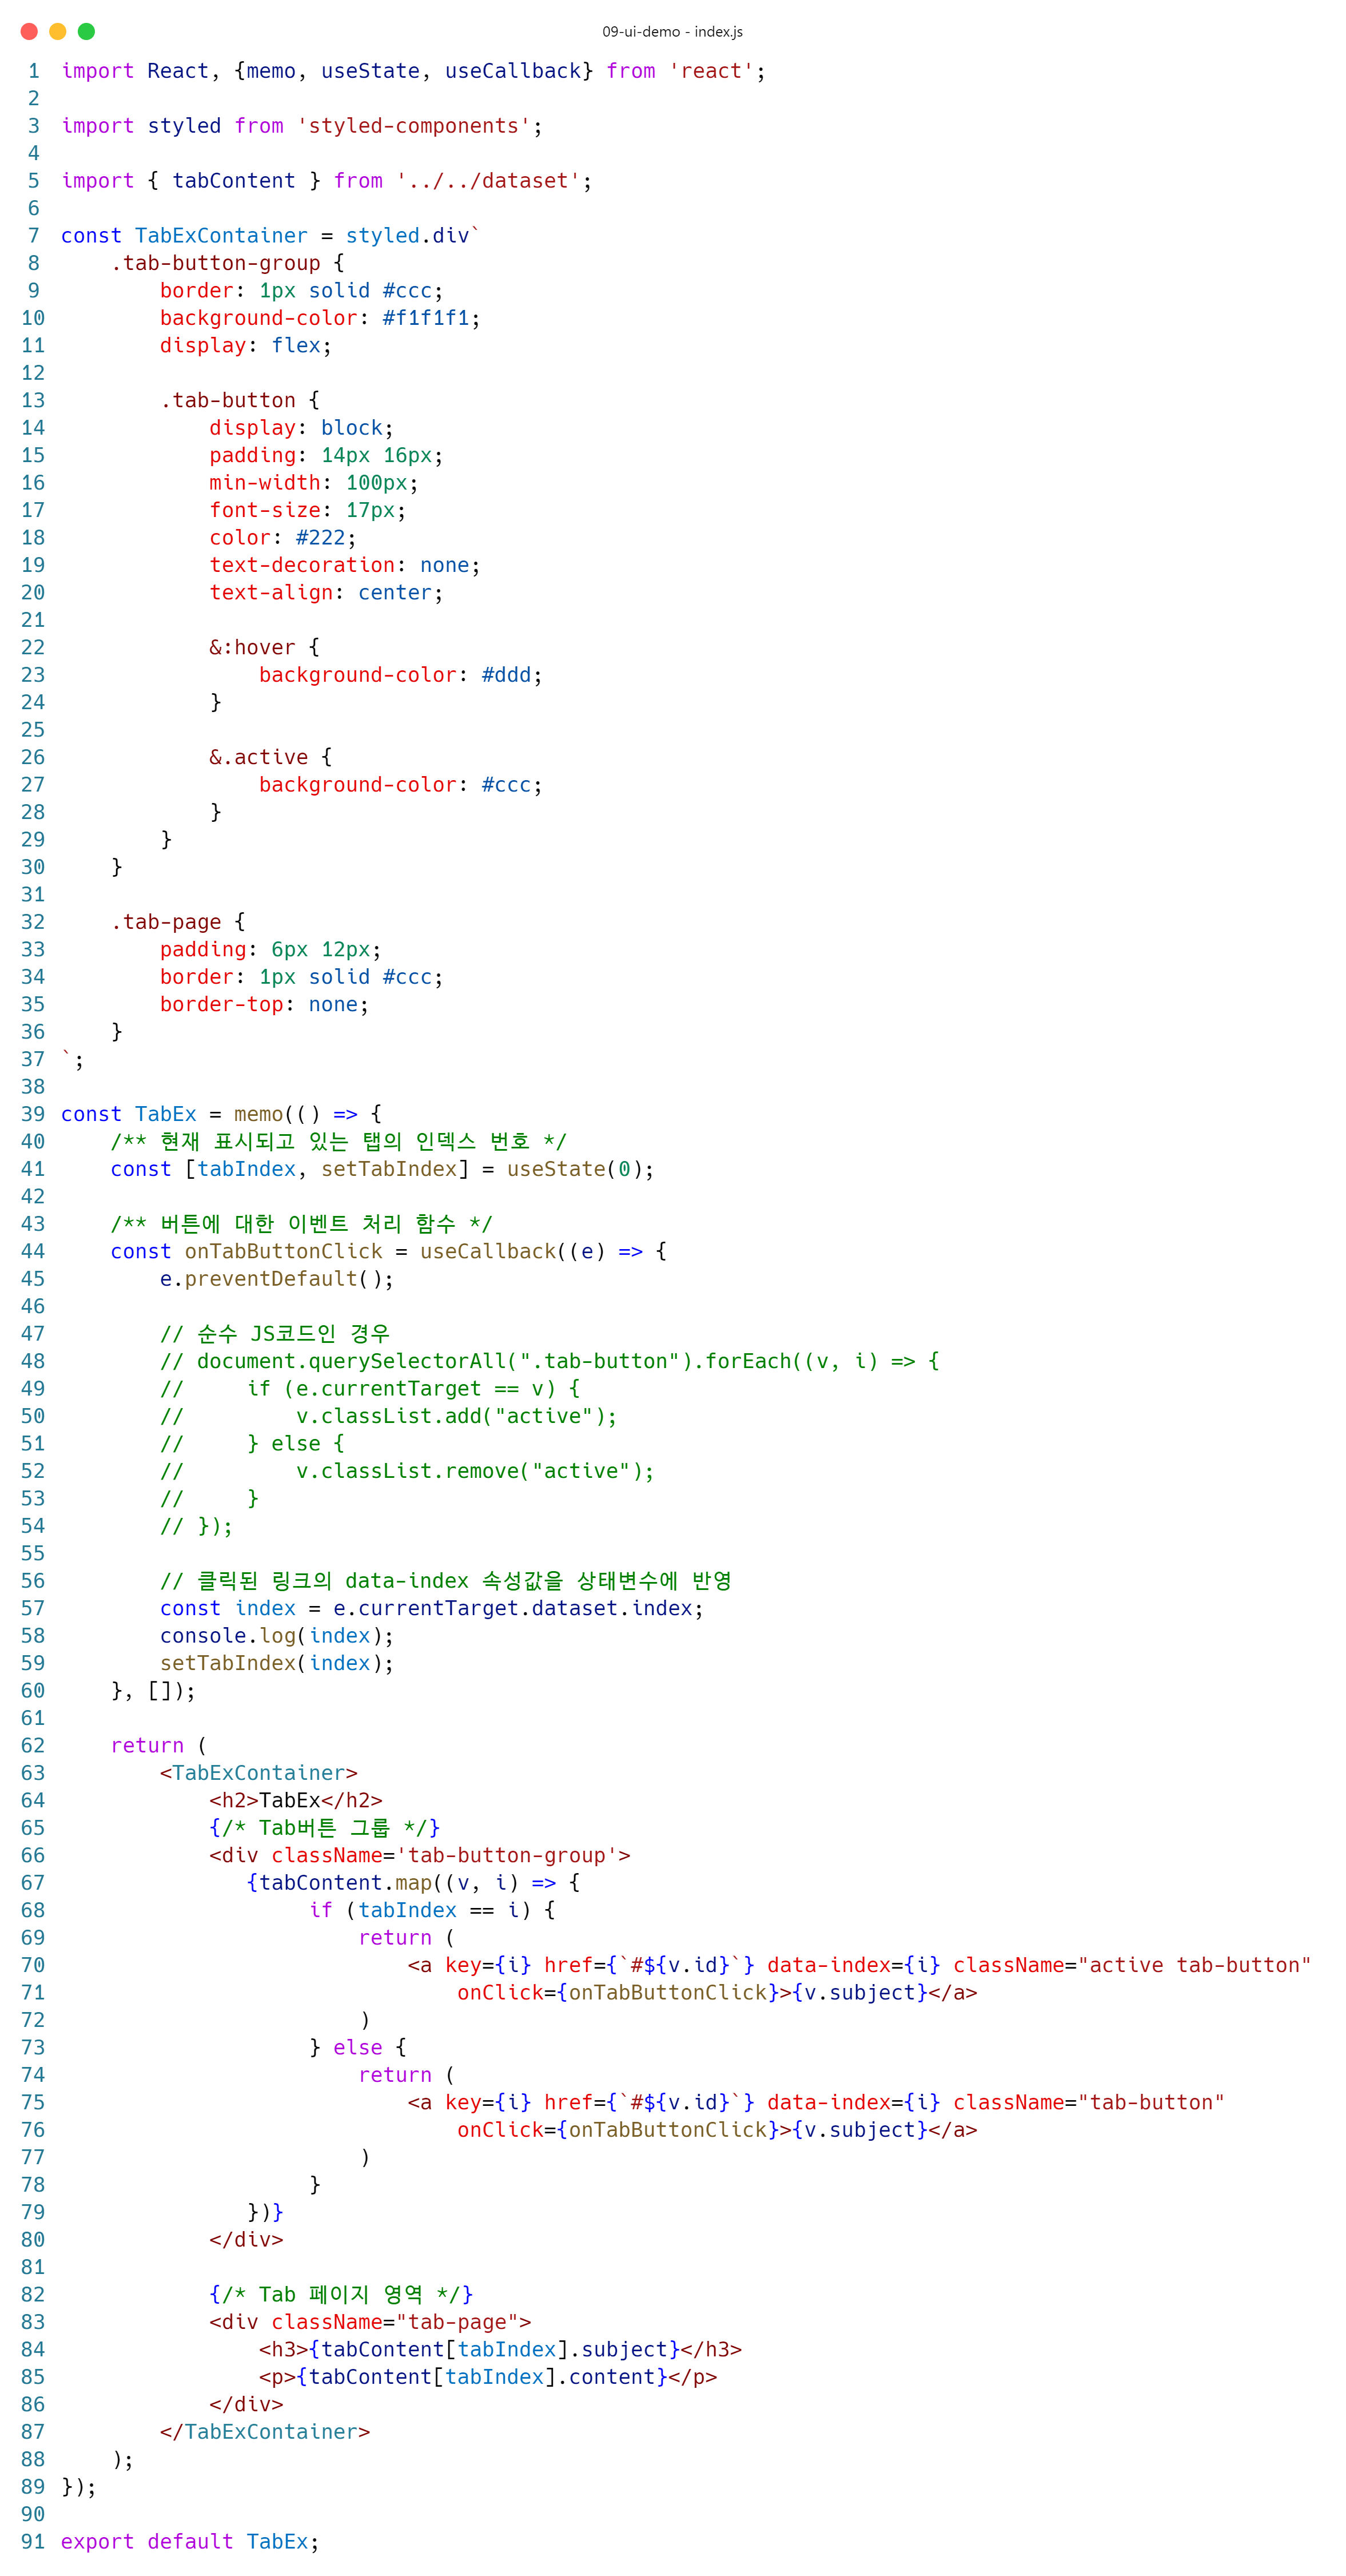 09-ui-demo - index.js
1 import React, {memo, useState, useCallback} from 'react';
2
3 import styled from 'styled-components';
4
5 import { tabContent } from '../../dataset';
6
7 const TabExContainer = styled.div`
8     .tab-button-group {
9         border: 1px solid #ccc;
10         background-color: #f1f1f1;
11         display: flex;
12
13         .tab-button {
14             display: block;
15             padding: 14px 16px;
16             min-width: 100px;
17             font-size: 17px;
18             color: #222;
19             text-decoration: none;
20             text-align: center;
21
22             &:hover {
23                 background-color: #ddd;
24             }
25
26             &.active {
27                 background-color: #ccc;
28             }
29         }
30     }
31
32     .tab-page {
33         padding: 6px 12px;
34         border: 1px solid #ccc;
35         border-top: none;
36     }
37 `;
38
39 const TabEx = memo(() => {
40     /** 현재 표시되고 있는 탭의 인덱스 번호 */
41     const [tabIndex, setTabIndex] = useState(0);
42
43     /** 버튼에 대한 이벤트 처리 함수 */
44     const onTabButtonClick = useCallback((e) => {
45         e.preventDefault();
46
47         // 순수 JS코드인 경우
48         // document.querySelectorAll(".tab-button").forEach((v, i) => {
49         //     if (e.currentTarget == v) {
50         //         v.classList.add("active");
51         //     } else {
52         //         v.classList.remove("active");
53         //     }
54         // });
55
56         // 클릭된 링크의 data-index 속성값을 상태변수에 반영
57         const index = e.currentTarget.dataset.index;
58         console.log(index);
59         setTabIndex(index);
60     }, []);
61
62     return (
63         <TabExContainer>
64             <h2>TabEx</h2>
65             {/* Tab버튼 그룹 */}
66             <div className='tab-button-group'>
67                {tabContent.map((v, i) => {
68                     if (tabIndex == i) {
69                         return (
70                             <a key={i} href={`#${v.id}`} data-index={i} className="active tab-button"
71                                 onClick={onTabButtonClick}>{v.subject}</a>
72                         )
73                     } else {
74                         return (
75                             <a key={i} href={`#${v.id}`} data-index={i} className="tab-button"
76                                 onClick={onTabButtonClick}>{v.subject}</a>
77                         )
78                     }
79                })}
80             </div>
81
82             {/* Tab 페이지 영역 */}
83             <div className="tab-page">
84                 <h3>{tabContent[tabIndex].subject}</h3>
85                 <p>{tabContent[tabIndex].content}</p>
86             </div>
87         </TabExContainer>
88     );
89 });
90
91 export default TabEx;